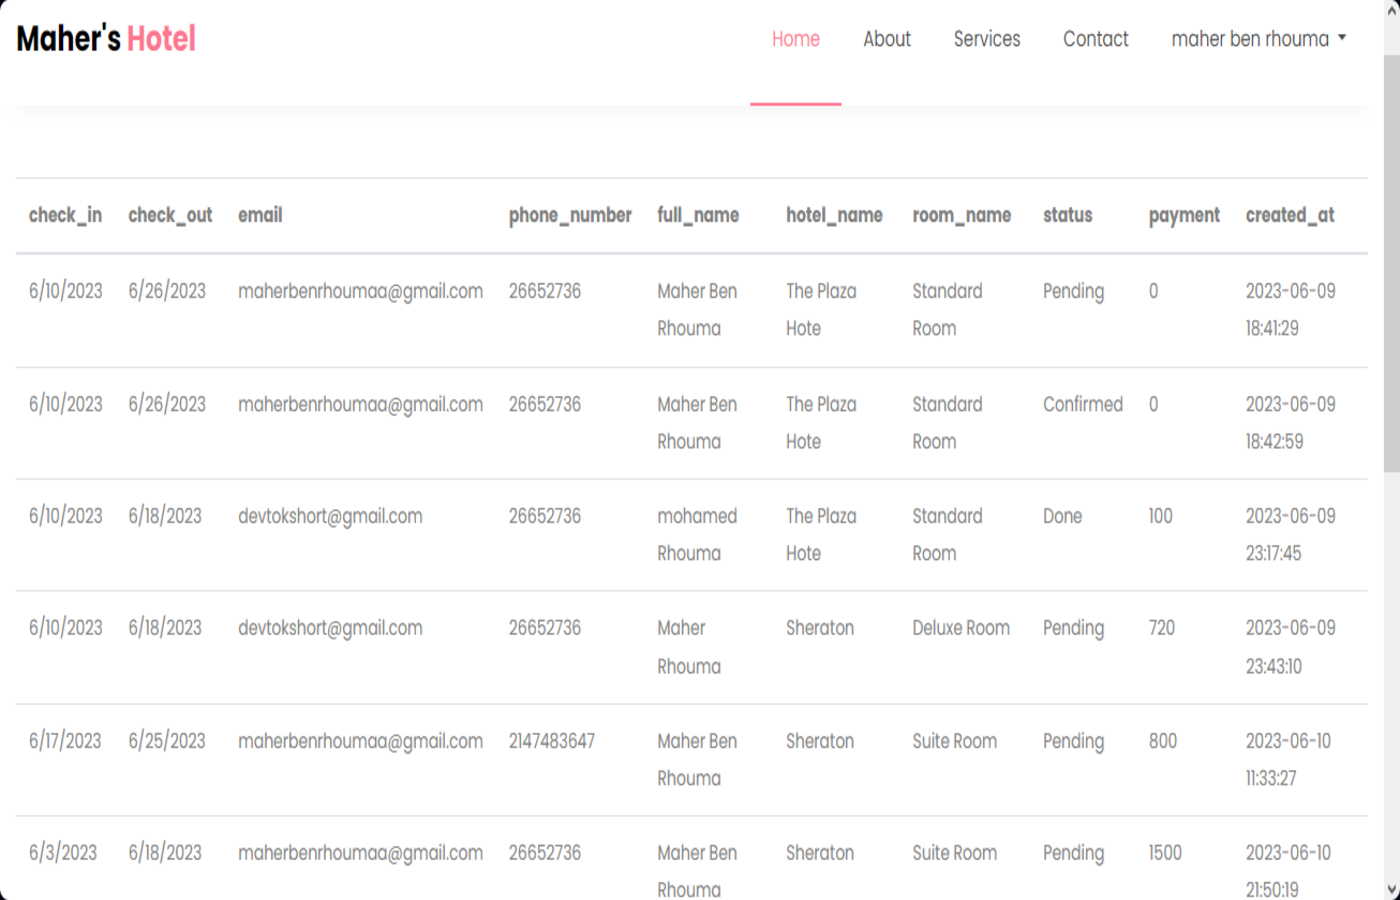 Maher's Hotel Home About Services Contact maher ben rhouma
check_in check_out email phone_number full_name hotel_name room_name status payment created_at
6/10/2023 6/26/2023 maherbenrhoumaa@gmail.com 26652736 Maher Ben The Plaza Standard Pending 0 2023-06-09
Rhouma Hote Room 18:41:29
6/10/2023 6/26/2023 maherbenrhoumaa@gmail.com 26652736 Maher Ben The Plaza Standard Confirmed 0 2023-06-09
Rhouma Hote Room 18:42:59
6/10/2023 6/18/2023 devtokshort@gmail.com 26652736 mohamed The Plaza Standard Done 100 2023-06-09
Rhouma Hote Room 23:17:45
6/10/2023 6/18/2023 devtokshort@gmail.com 26652736 Maher Sheraton Deluxe Room Pending 720 2023-06-09
Rhouma 23:43:10
6/17/2023 6/25/2023 maherbenrhoumaa@gmail.com 2147483647 Maher Ben Sheraton Suite Room Pending 800 2023-06-10
Rhouma 11:33:27
6/3/2023 6/18/2023 maherbenrhoumaa@gmail.com 26652736 Maher Ben Sheraton Suite Room Pending 1500 2023-06-10
Rhouma 21:50:19